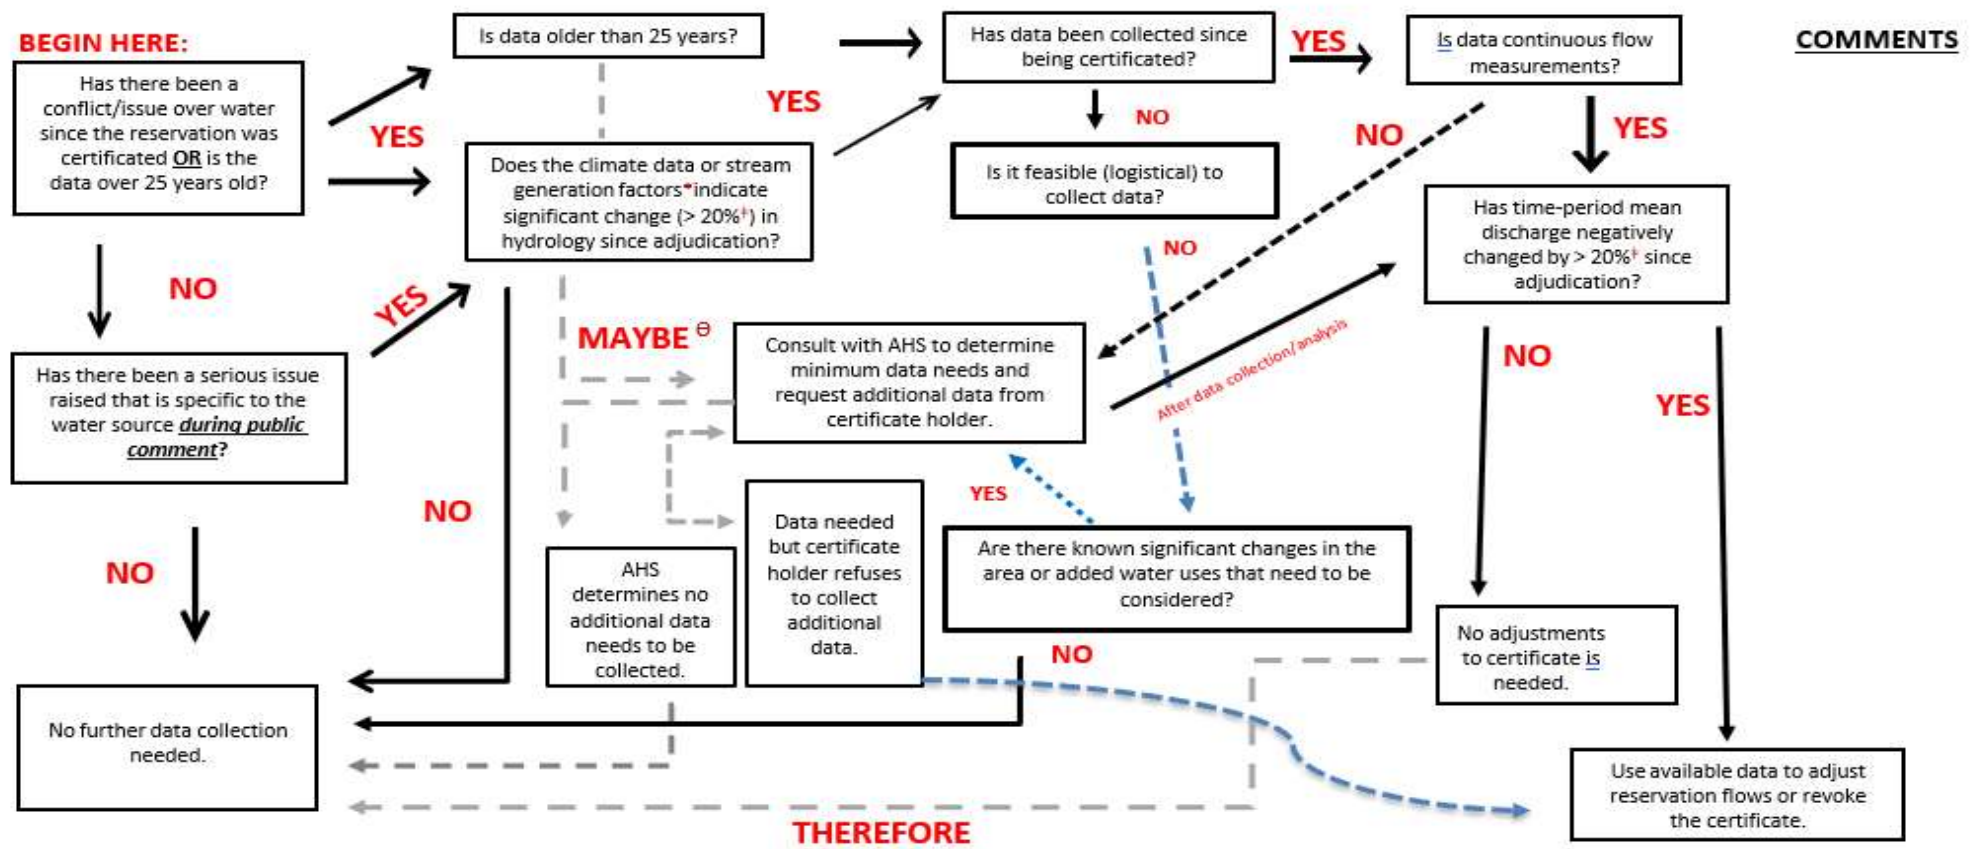 BEGIN HERE:
Has there been a
conflict/issue over water
since the reservation was
certificated OR is the
data over 25 years old?
YES
NO
Has there been a serious issue
raised that is specific to the
water source during public
comment?
YES
NO
Is data older than 25 years?
Does the climate data or stream
generation factors*indicate
significant change (> 20%ǂ) in
hydrology since adjudication?
YES
NO
MAYBE ϴ
Has data been collected since
being certificated?
YES
NO
Is it feasible (logistical) to
collect data?
NO
Is data continuous flow
measurements?
NO
YES
COMMENTS
Has time-period mean
discharge negatively
changed by > 20%ǂ since
adjudication?
NO
YES
Consult with AHS to determine
minimum data needs and
request additional data from
certificate holder.
After data collection/analysis
YES
Are there known significant changes in the
area or added water uses that need to be
considered?
NO
Data needed
but certificate
holder refuses
to collect
additional
data.
AHS
determines no
additional data
needs to be
collected.
No adjustments
to certificate is
needed.
No further data collection
needed.
THEREFORE
Use available data to adjust
reservation flows or revoke
the certificate.